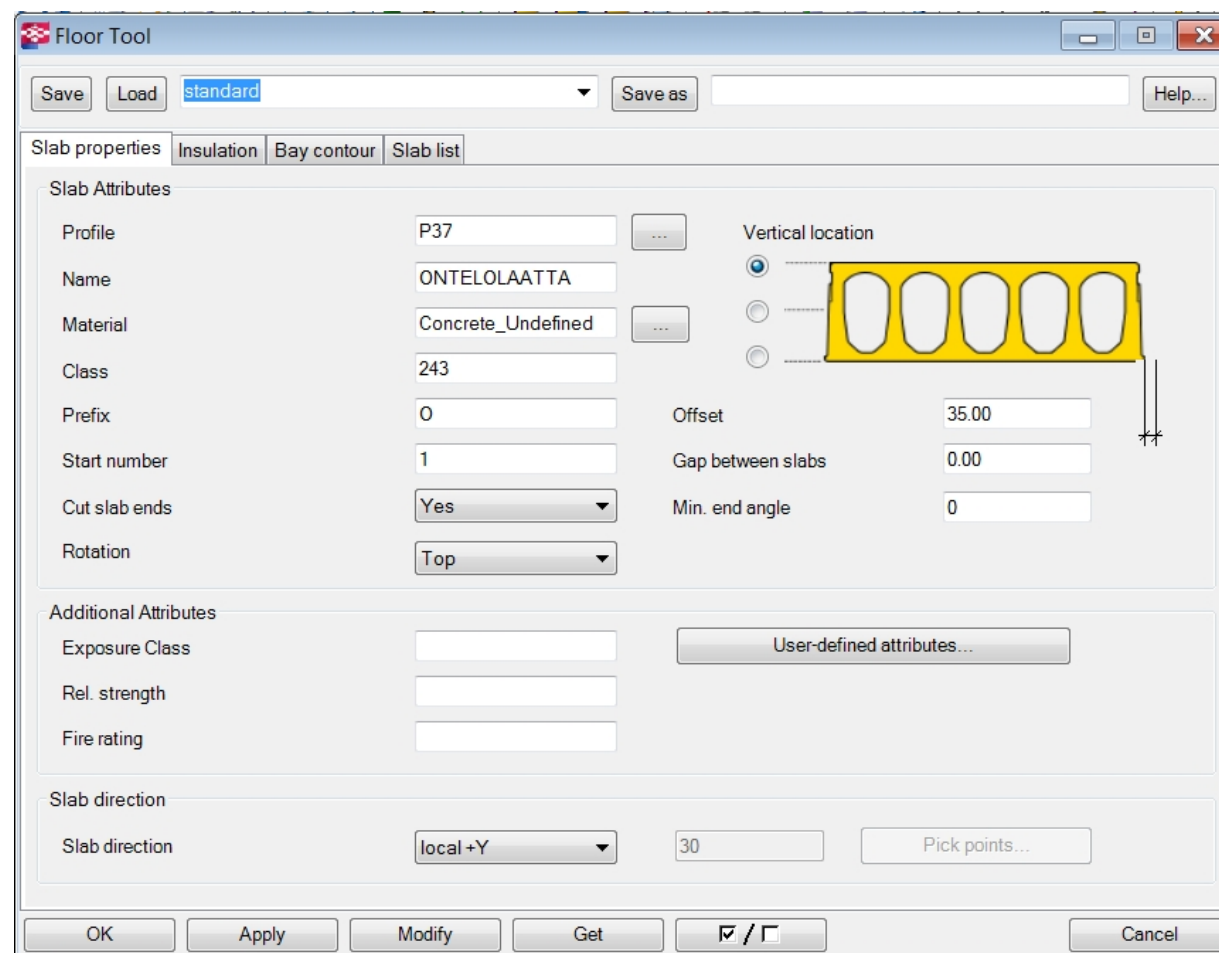 Floor Tool
Save Load standard Save as Help...
Slab properties Insulation Bay contour Slab list
Slab Attributes
Profile P37 ... Vertical location
Name ONTELOLAATTA
Material Concrete_Undefined ...
Class 243
Prefix O Offset 35.00
Start number 1 Gap between slabs 0.00
Cut slab ends Yes Min. end angle 0
Rotation Top
Additional Attributes
Exposure Class User-defined attributes...
Rel. strength
Fire rating
Slab direction
Slab direction local +Y 30 Pick points...
OK Apply Modify Get / Cancel